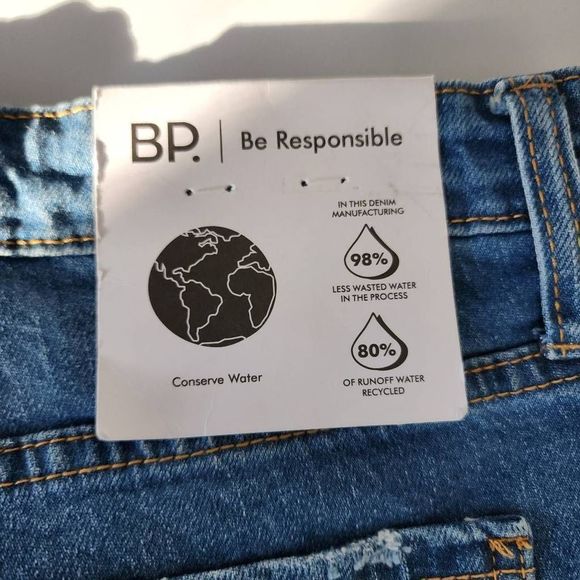 BP. | Be Responsible
IN THIS DENIM
MANUFACTURING
98%
LESS WASTED WATER
IN THE PROCESS
80%
OF RUNOFF WATER
RECYCLED
Conserve Water